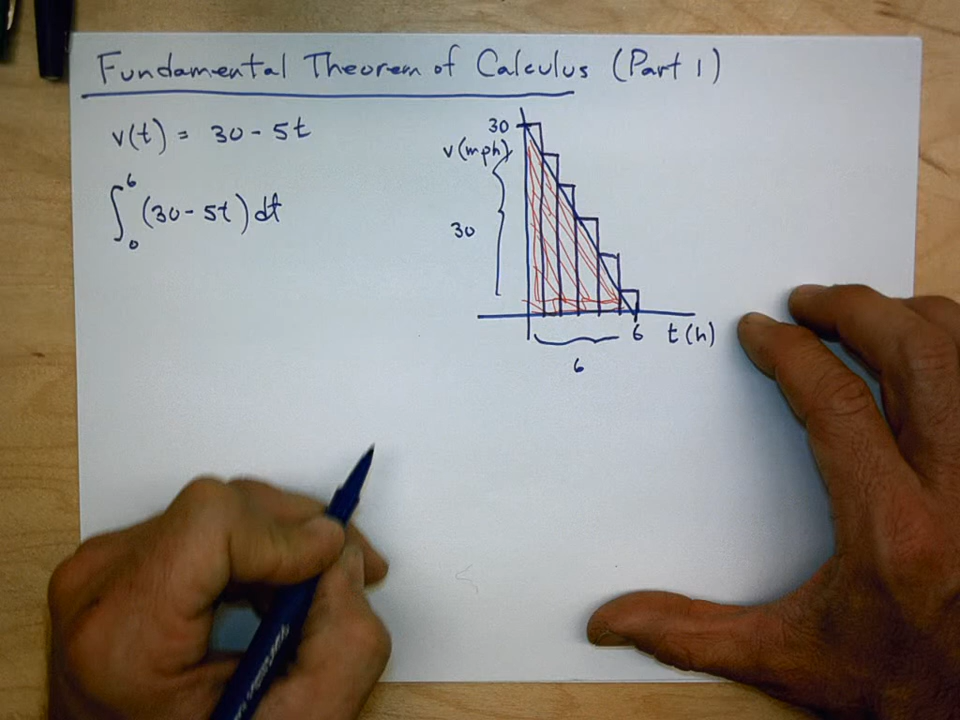 Fundamental Theorem of Calculus (Part 1)
v(t) = 30 - 5t
∫₀⁶ (30 - 5t) dt
30
v (mph)
30
6 t (h)
6